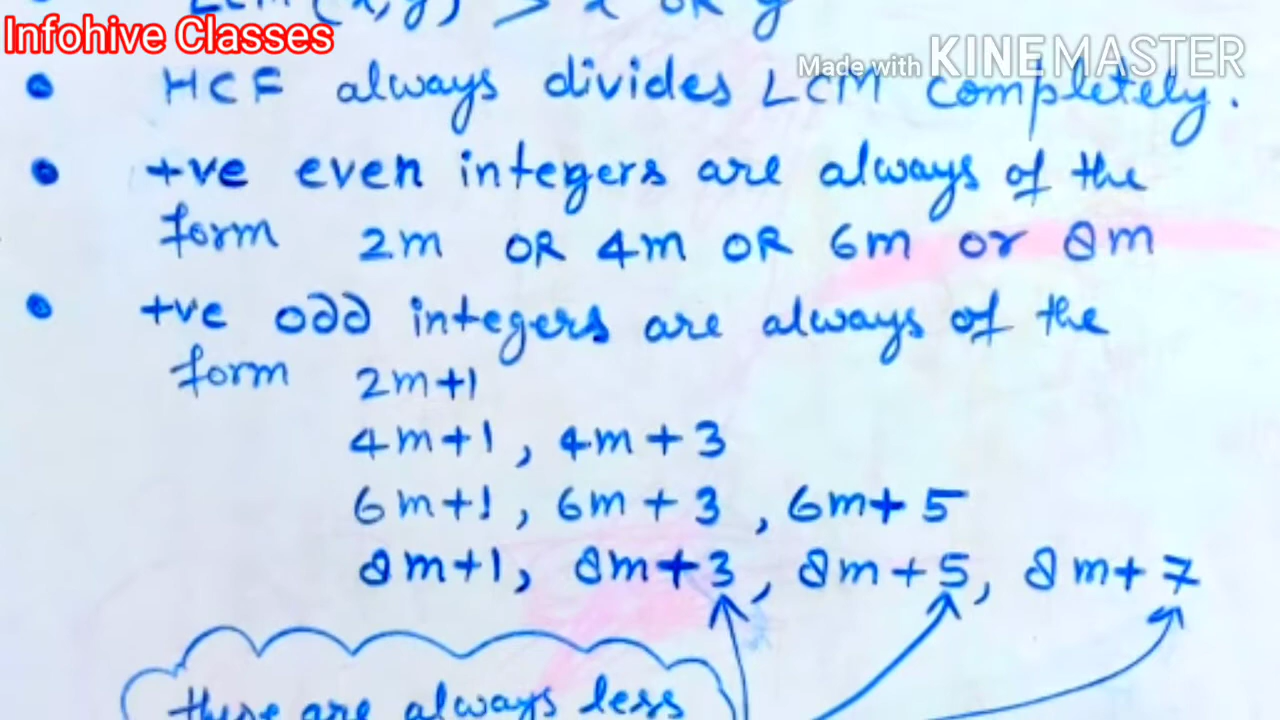 LCM (x, y) > x OR y
Infohive Classes
Made with KINEMASTER
• HCF always divides LCM completely.
• +ve even integers are always of the
form 2m OR 4m OR 6m or 8m
• +ve odd integers are always of the
form 2m+1
4m+1, 4m+3
6m+1, 6m+3, 6m+5
8m+1, 8m+3, 8m+5, 8m+7
these are always less